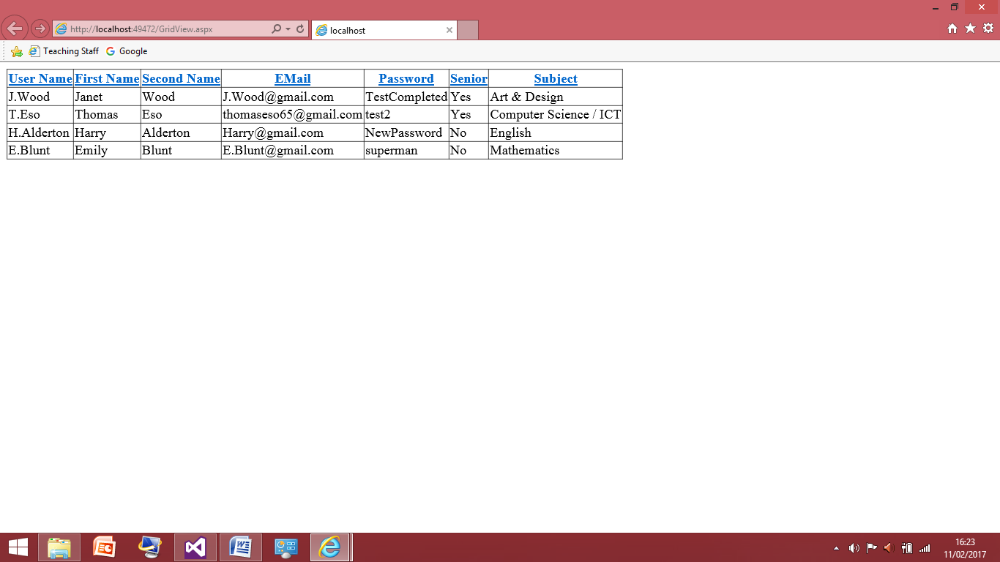 http://localhost:49472/GridView.aspx
localhost
Teaching Staff Google
User Name First Name Second Name EMail Password Senior Subject
J.Wood Janet Wood J.Wood@gmail.com TestCompleted Yes Art & Design
T.Eso Thomas Eso thomaseso65@gmail.com test2 Yes Computer Science / ICT
H.Alderton Harry Alderton Harry@gmail.com NewPassword No English
E.Blunt Emily Blunt E.Blunt@gmail.com superman No Mathematics
16:23
11/02/2017